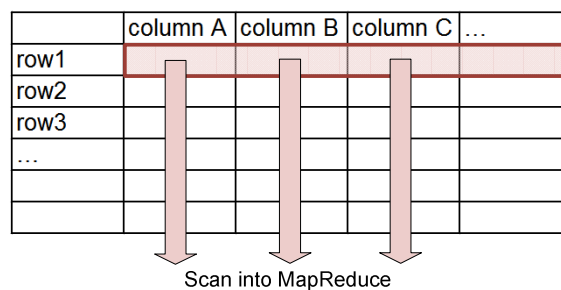 column A column B column C ...
row1
row2
row3
...
Scan into MapReduce